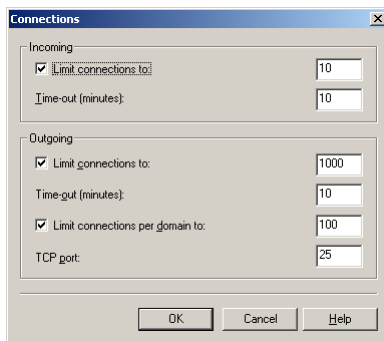 Connections
Incoming
Limit connections to: 10
Time-out (minutes): 10
Outgoing
Limit connections to: 1000
Time-out (minutes): 10
Limit connections per domain to: 100
TCP port: 25
OK Cancel Help